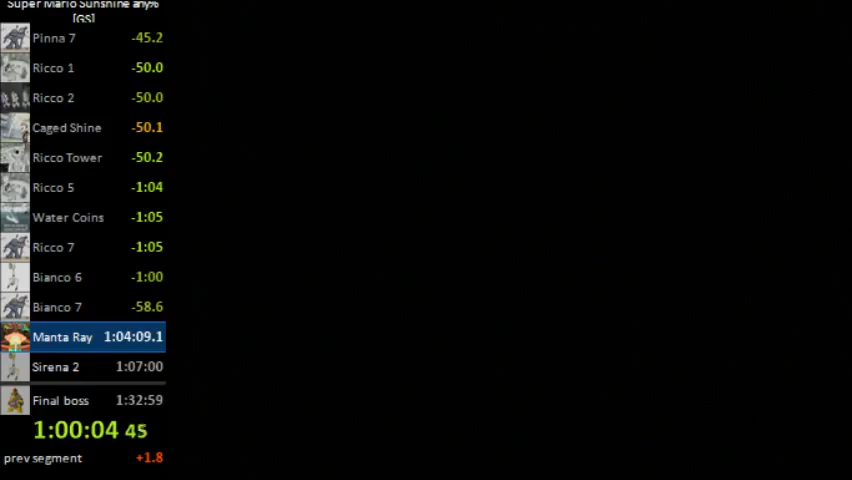 Super Mario Sunshine any%
[GS]
Pinna 7 -45.2
Ricco 1 -50.0
Ricco 2 -50.0
Caged Shine -50.1
Ricco Tower -50.2
Ricco 5 -1:04
Water Coins -1:05
Ricco 7 -1:05
Bianco 6 -1:00
Bianco 7 -58.6
Manta Ray 1:04:09.1
Sirena 2 1:07:00
Final boss 1:32:59
1:00:04 45
prev segment +1.8